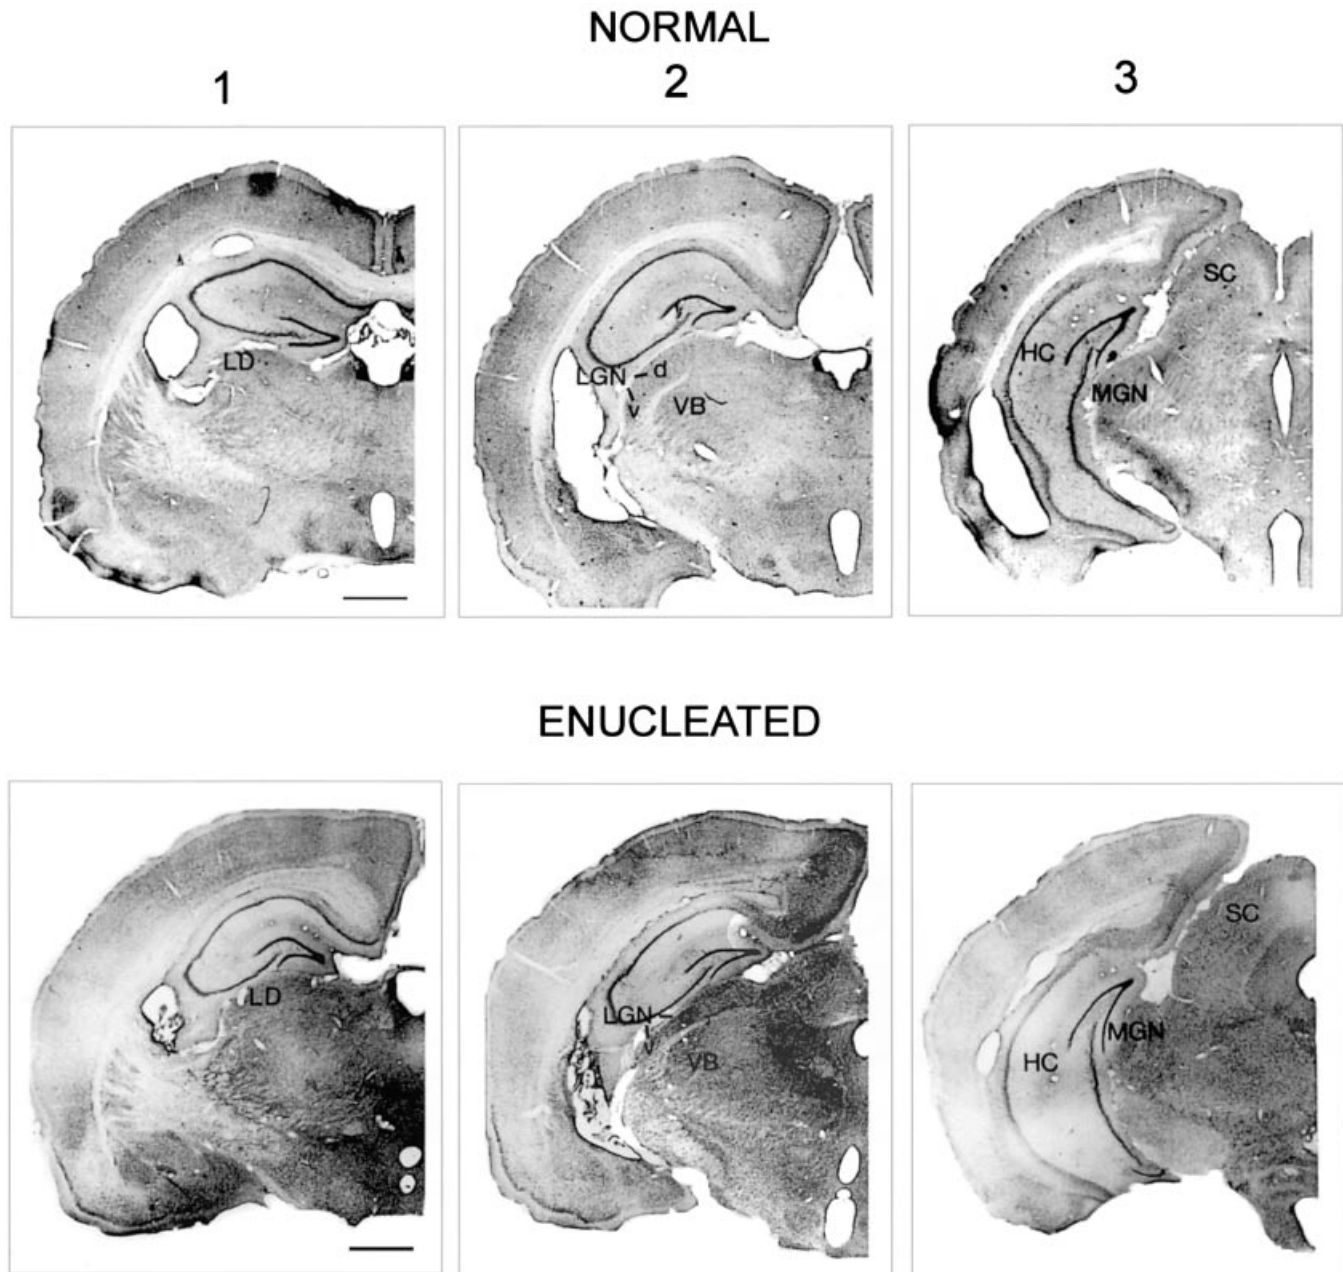 NORMAL
1 2 3
LD
LGN – d
v
VB
SC
HC
MGN
ENUCLEATED
LD
LGN –
v
VB
SC
HC
MGN